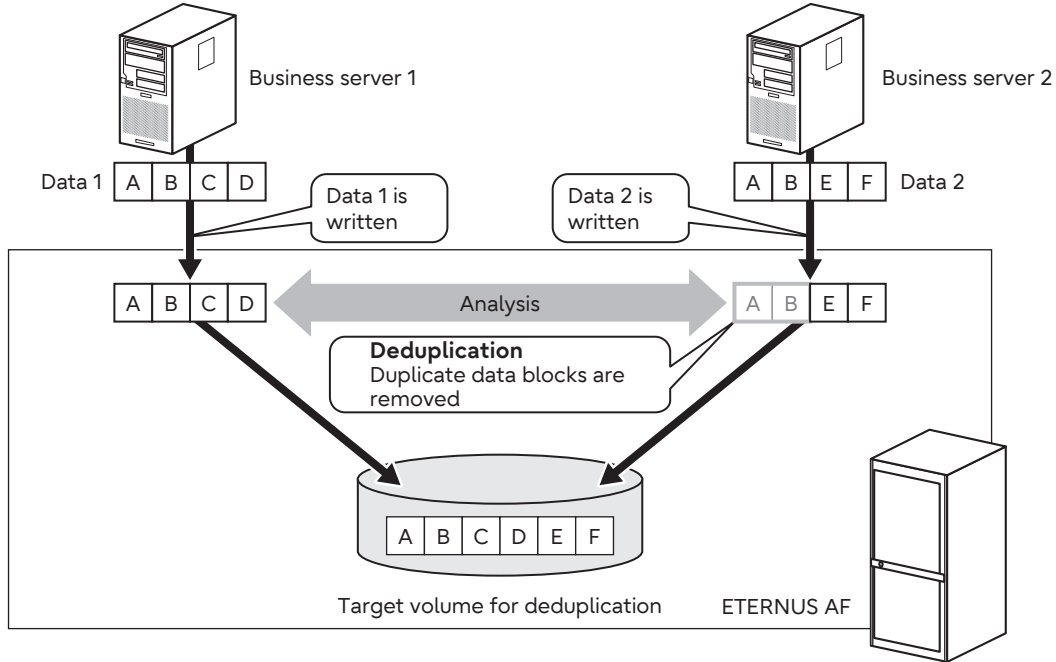 Business server 1
Business server 2
Data 1 A B C D
A B E F Data 2
Data 1 is
written
Data 2 is
written
A B C D
Analysis
A B E F
Deduplication
Duplicate data blocks are
removed
A B C D E F
Target volume for deduplication
ETERNUS AF